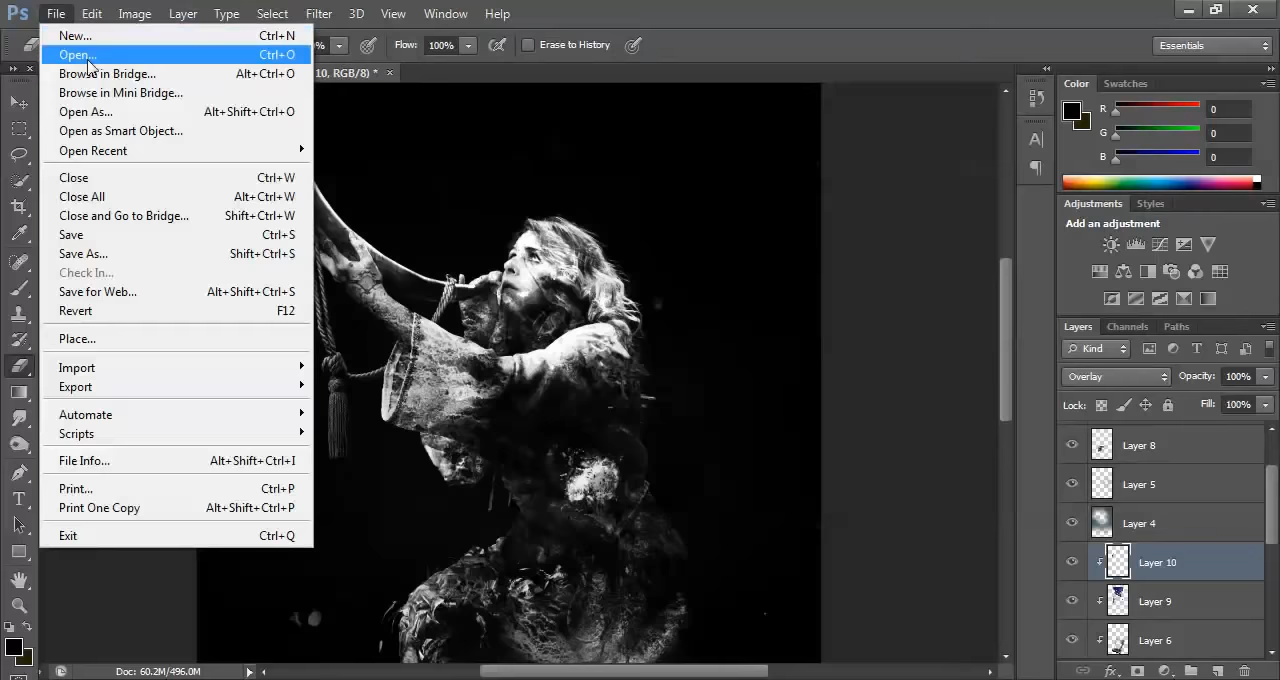 Ps File Edit Image Layer Type Select Filter 3D View Window Help
% Flow: 100% Erase to History Essentials
10, RGB/8) * ×
New... Ctrl+N
Open... Ctrl+O
Browse in Bridge... Alt+Ctrl+O
Browse in Mini Bridge...
Open As... Alt+Shift+Ctrl+O
Open as Smart Object...
Open Recent
Close Ctrl+W
Close All Alt+Ctrl+W
Close and Go to Bridge... Shift+Ctrl+W
Save Ctrl+S
Save As... Shift+Ctrl+S
Check In...
Save for Web... Alt+Shift+Ctrl+S
Revert F12
Place...
Import
Export
Automate
Scripts
File Info... Alt+Shift+Ctrl+I
Print... Ctrl+P
Print One Copy Alt+Shift+Ctrl+P
Exit Ctrl+Q
Color Swatches
R 0
G 0
B 0
Adjustments Styles
Add an adjustment
Layers Channels Paths
Kind
Overlay Opacity: 100%
Lock: Fill: 100%
Layer 8
Layer 5
Layer 4
Layer 10
Layer 9
Layer 6
Doc: 60.2M/496.0M